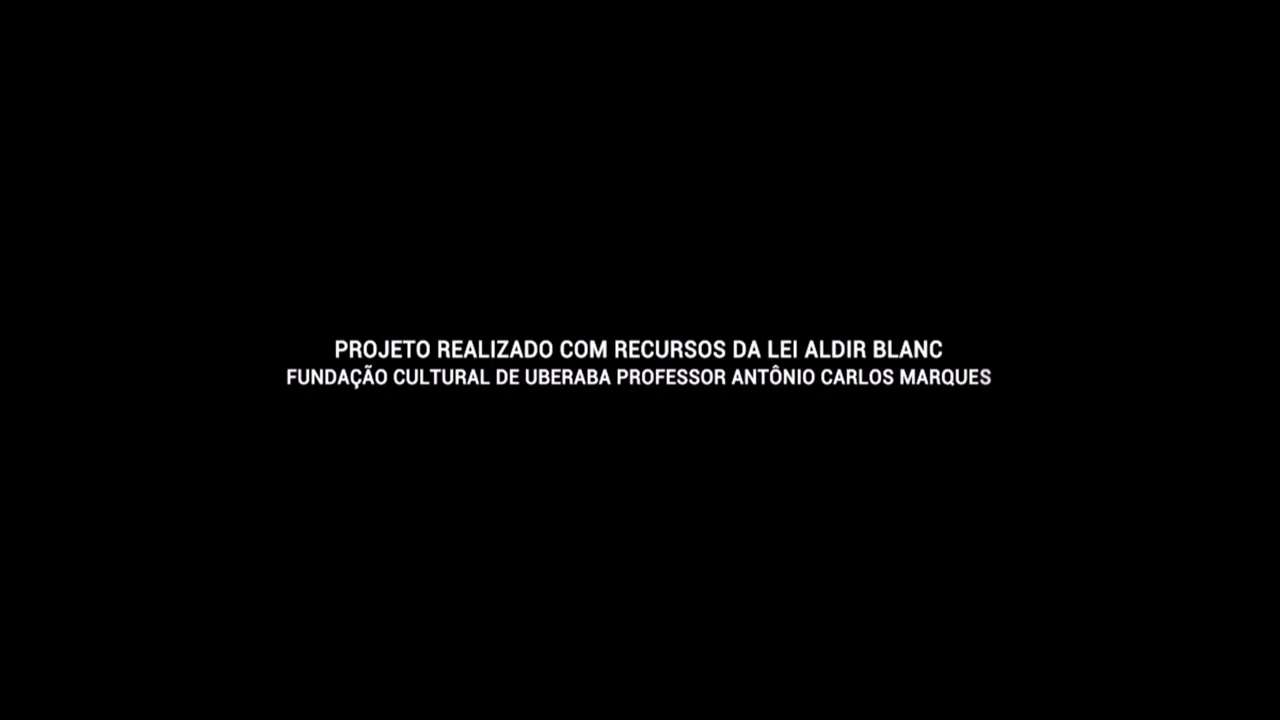 PROJETO REALIZADO COM RECURSOS DA LEI ALDIR BLANC
FUNDAÇÃO CULTURAL DE UBERABA PROFESSOR ANTÔNIO CARLOS MARQUES